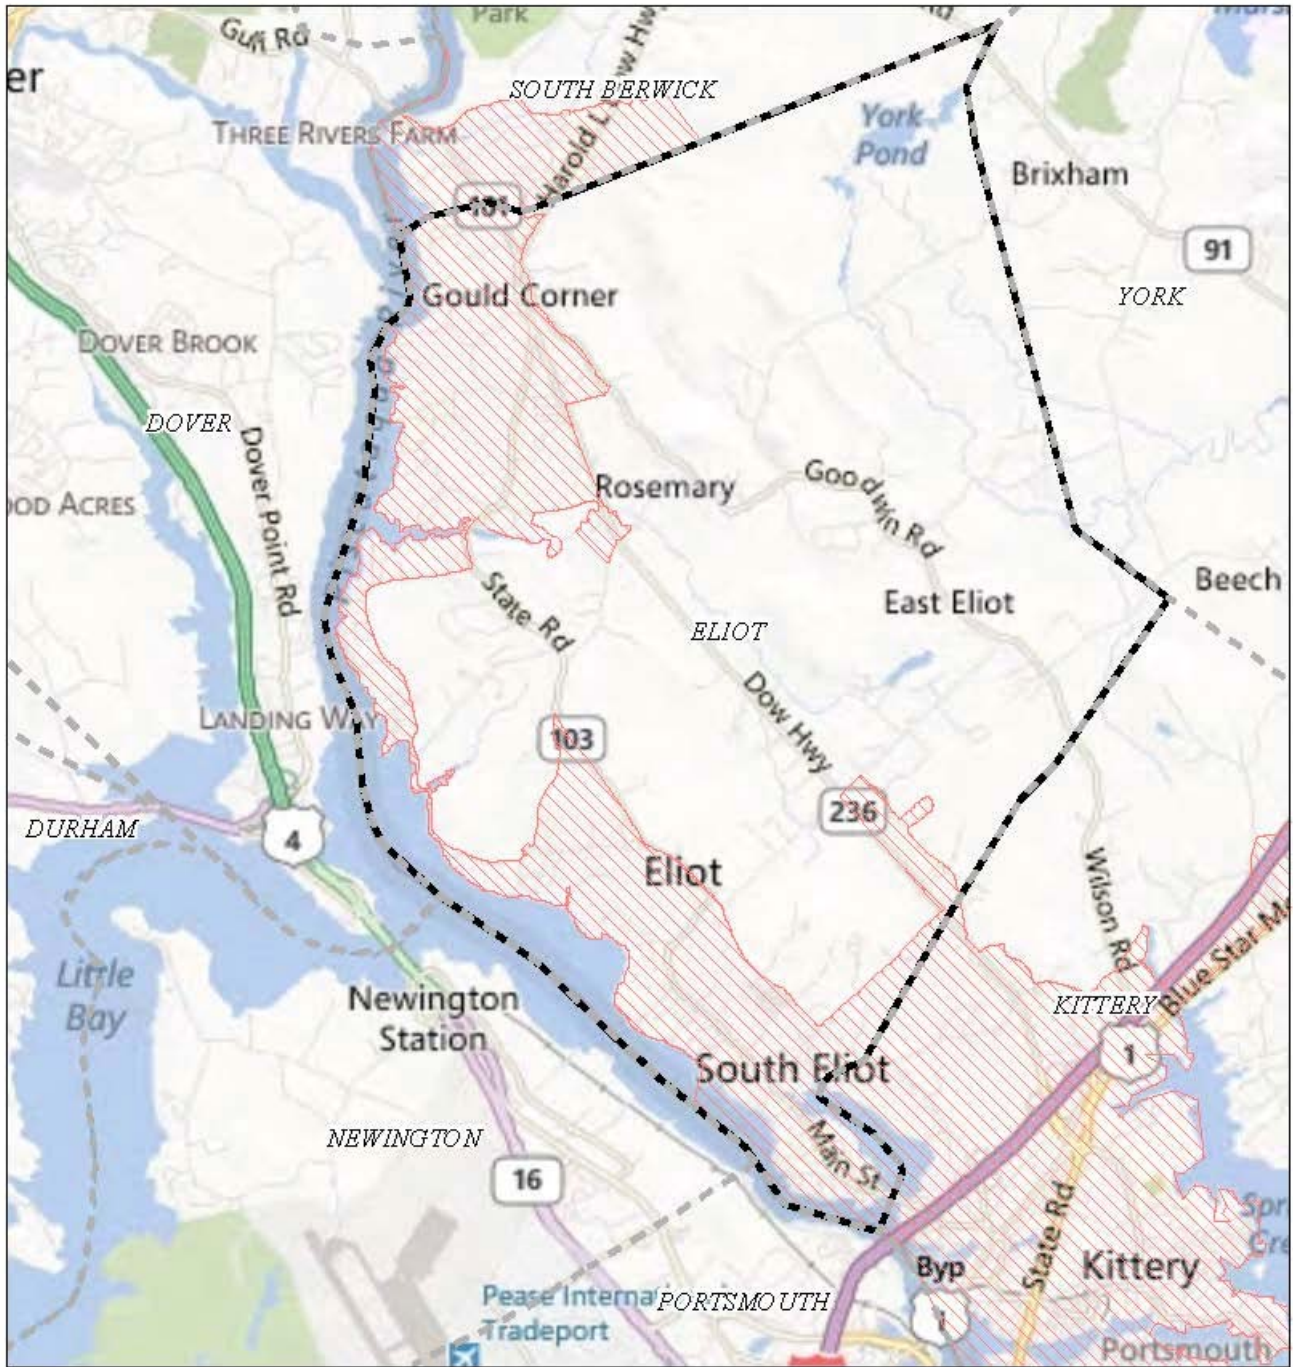 Park
Gulf Rd
er
SOUTH BERWICK
THREE RIVERS FARM
York
Pond
Brixham
101
91
YORK
Gould Corner
DOVER BROOK
DOVER
Dover Point Rd
OOD ACRES
Rosemary
Goodwin Rd
State Rd
East Eliot
Beech
ELIOT
Dow Hwy
LANDING WAY
103
236
DURHAM
4
Eliot
Wilson Rd
Little
Bay
Newington
Station
KITTERY
Blue Star M
1
South Eliot
Main St
NEWINGTON
16
State Rd
Spr
Cre
Byp
1
Kittery
Pease Interna
Tradeport
PORTSMOUTH
Portsmouth